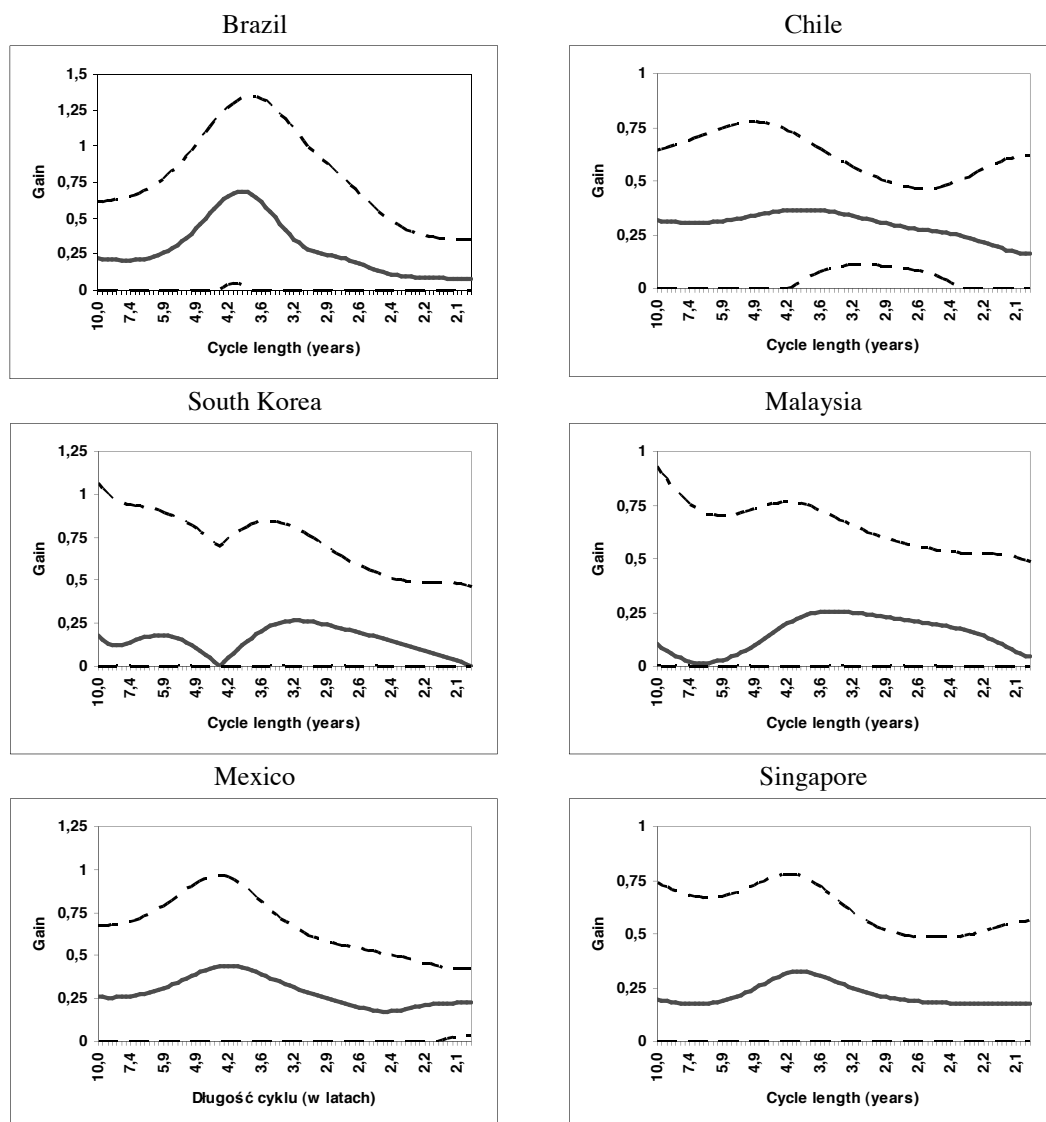 Brazil
1,5
1,25
1
0,75
0,5
0,25
0
Gain
10,0 7,4 5,9 4,9 4,2 3,6 3,2 2,9 2,6 2,4 2,2 2,1
Cycle length (years)
Chile
1
0,75
0,5
0,25
0
Gain
10,0 7,4 5,9 4,9 4,2 3,6 3,2 2,9 2,6 2,4 2,2 2,1
Cycle length (years)
South Korea
1,25
1
0,75
0,5
0,25
0
Gain
10,0 7,4 5,9 4,9 4,2 3,6 3,2 2,9 2,6 2,4 2,2 2,1
Cycle length (years)
Malaysia
1
0,75
0,5
0,25
0
Gain
10,0 7,4 5,9 4,9 4,2 3,6 3,2 2,9 2,6 2,4 2,2 2,1
Cycle length (years)
Mexico
1,25
1
0,75
0,5
0,25
0
Gain
10,0 7,4 5,9 4,9 4,2 3,6 3,2 2,9 2,6 2,4 2,2 2,1
Długość cyklu (w latach)
Singapore
1
0,75
0,5
0,25
0
Gain
10,0 7,4 5,9 4,9 4,2 3,6 3,2 2,9 2,6 2,4 2,2 2,1
Cycle length (years)